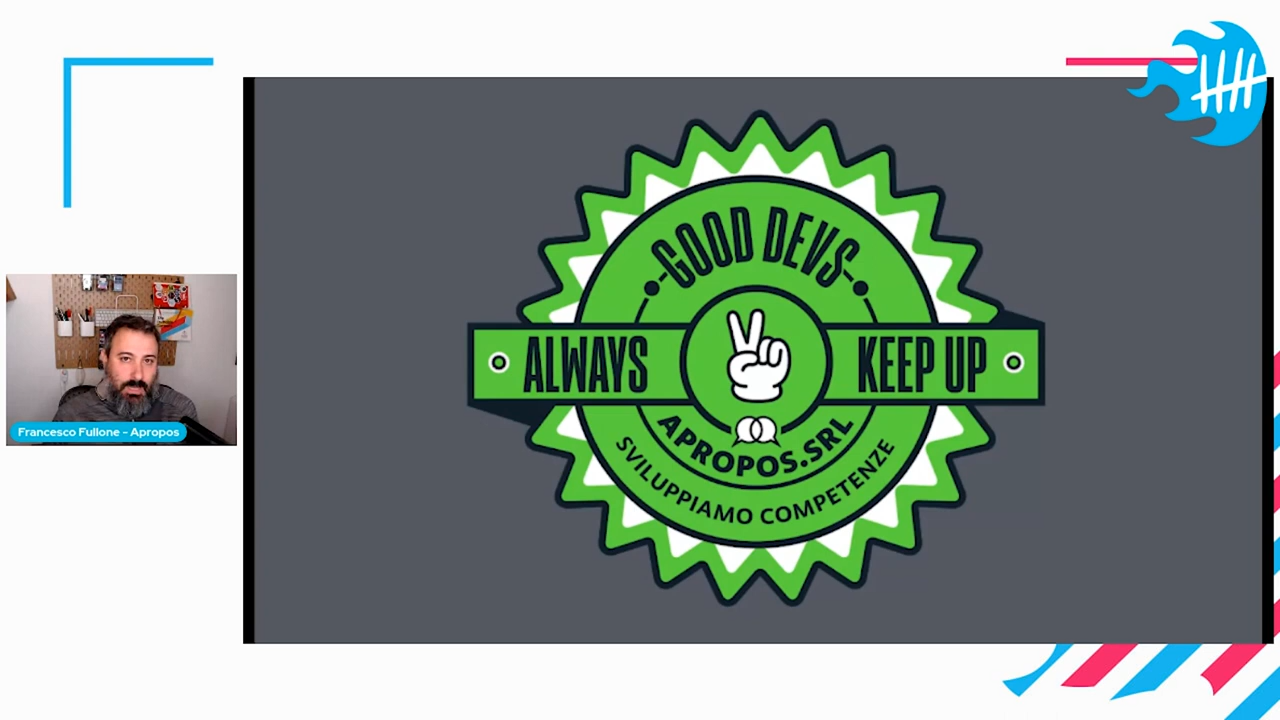 GOOD DEVS
ALWAYS
KEEP UP
APROPOS.SRL
SVILUPPIAMO COMPETENZE
Francesco Fullone - Apropos